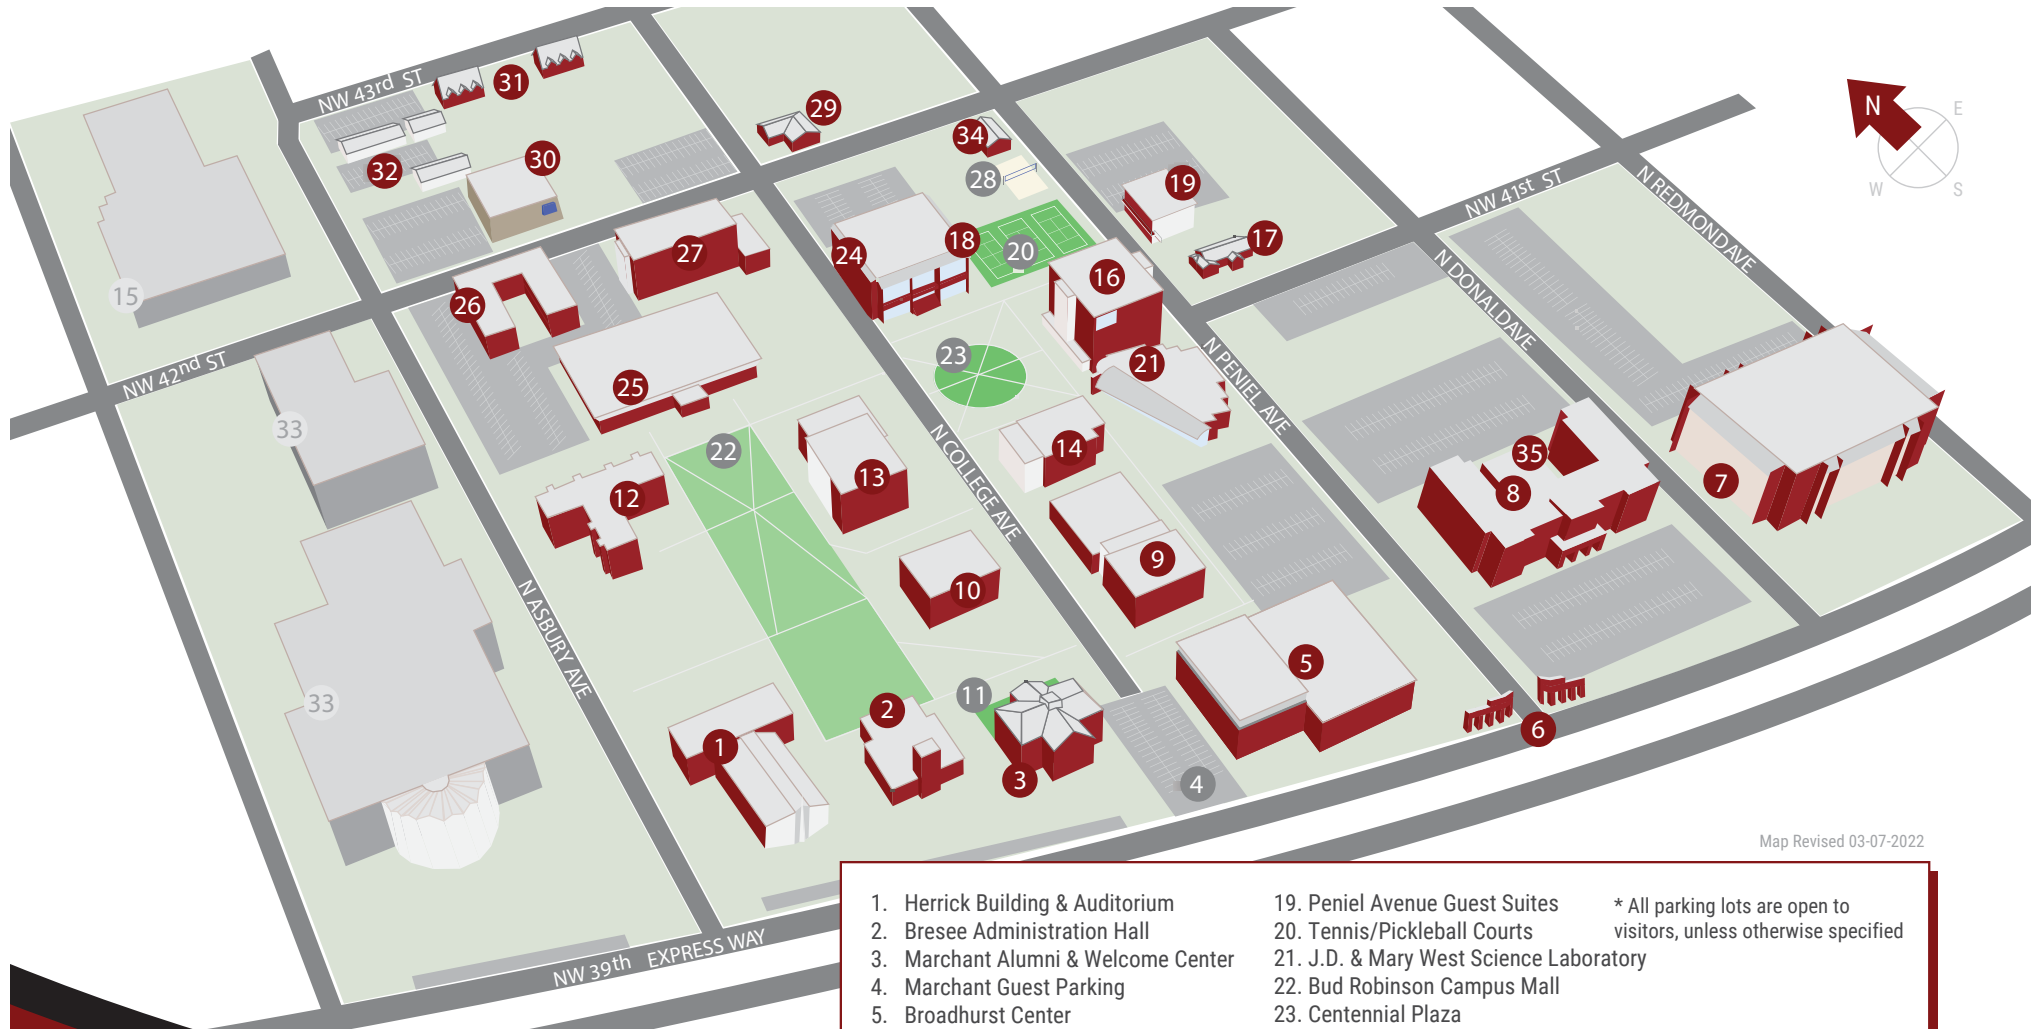 NW 43rd ST
31
29
34
28
32
30
19
N
E
W
S
NW 41st ST
N REDMONDAVE
15
26
27
24
18
20
16
17
N DONALDAVE
NW 42nd ST
33
25
23
21
N PENIEL AVE
22
12
13
N COLLEGE AVE
14
35
8
7
10
9
N ASBURY AVE
33
1
2
11
3
5
4
6
NW 39th EXPRESS WAY
Map Revised 03-07-2022
1. Herrick Building & Auditorium
2. Bresee Administration Hall
3. Marchant Alumni & Welcome Center
4. Marchant Guest Parking
5. Broadhurst Center
19. Peniel Avenue Guest Suites
20. Tennis/Pickleball Courts
21. J.D. & Mary West Science Laboratory
22. Bud Robinson Campus Mall
23. Centennial Plaza
* All parking lots are open to
visitors, unless otherwise specified